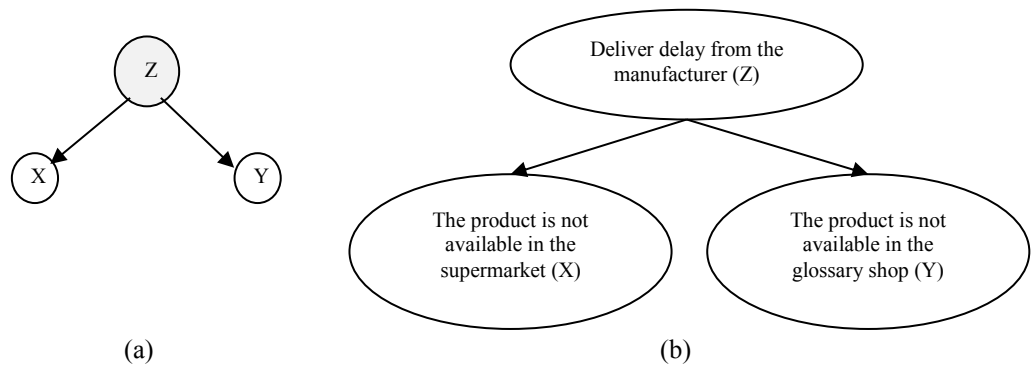 Z
X
Y
(a)
Deliver delay from the
manufacturer (Z)
The product is not
available in the
supermarket (X)
The product is not
available in the
glossary shop (Y)
(b)